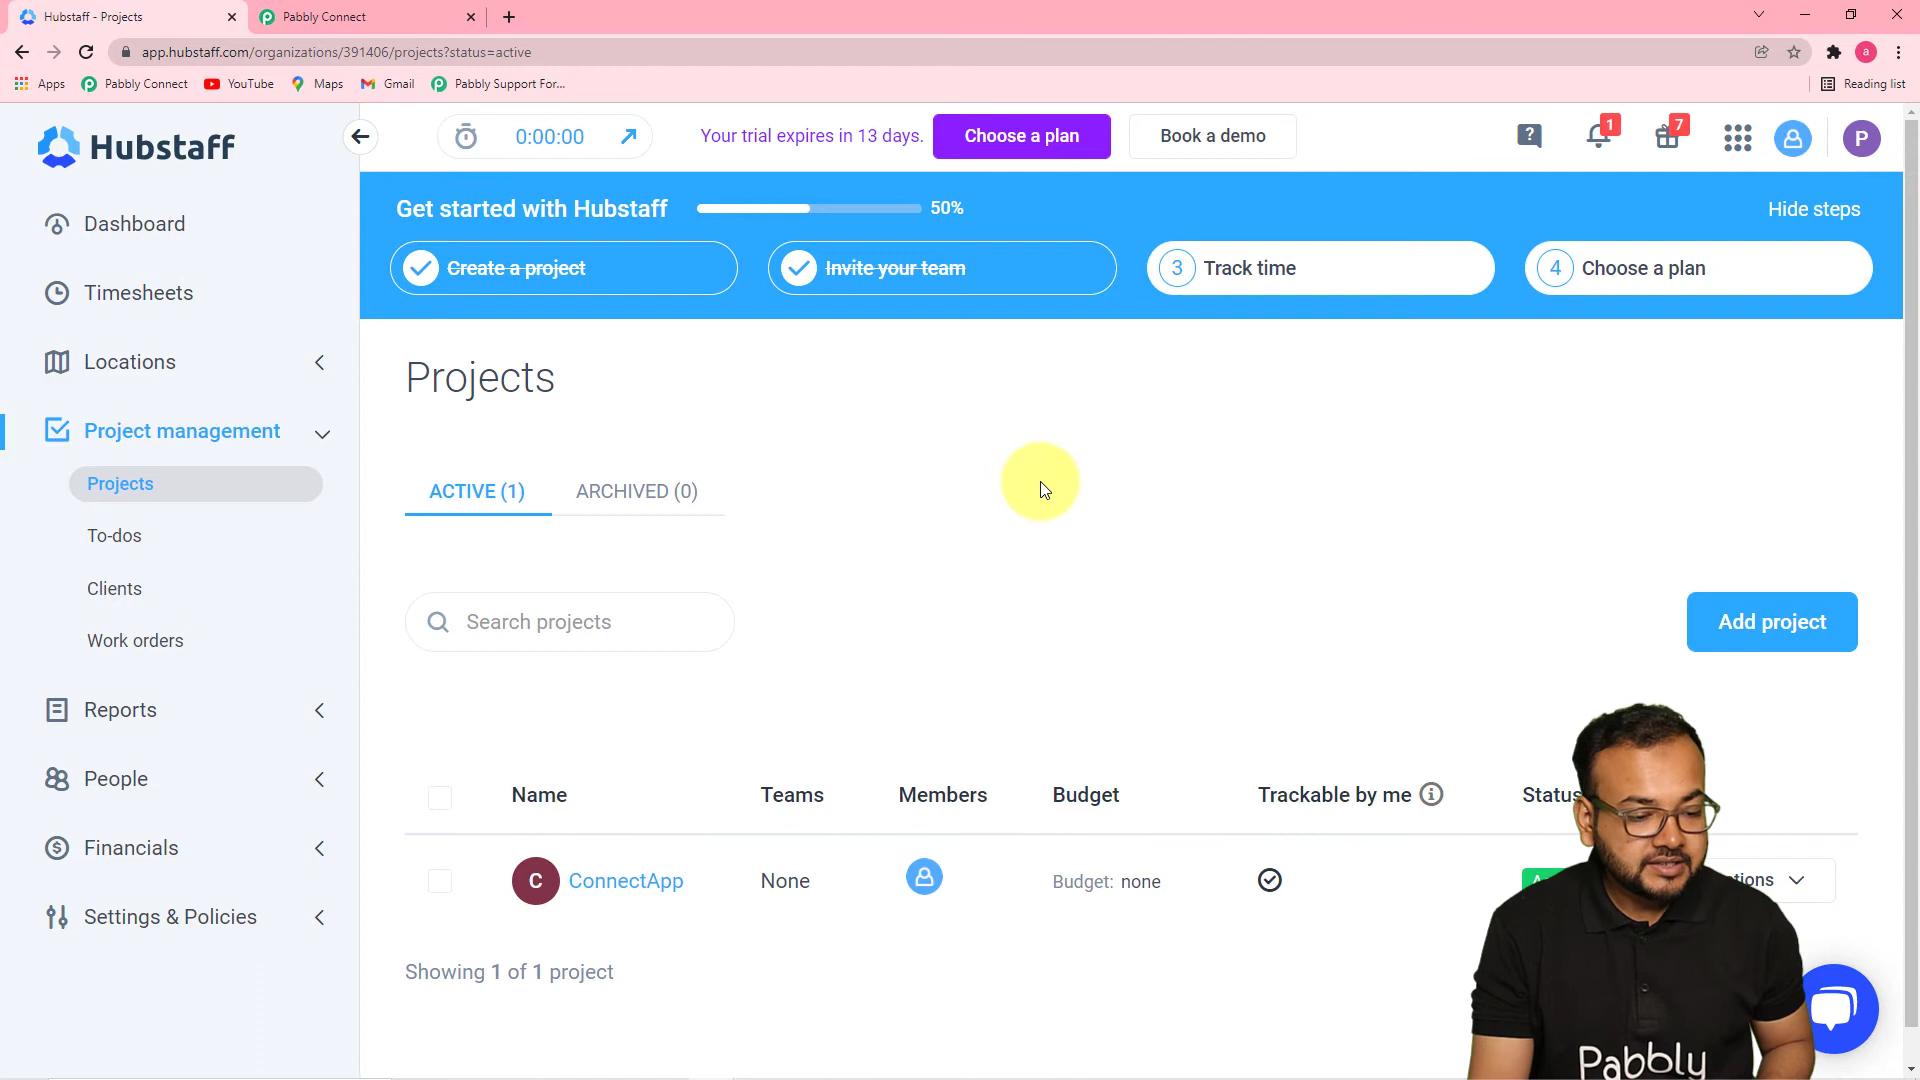 Hubstaff - Projects
Pabbly Connect
app.hubstaff.com/organizations/391406/projects?status=active
a
Apps
Pabbly Connect
YouTube
Maps
Gmail
Pabbly Support For...
Reading list
Hubstaff
0:00:00
Your trial expires in 13 days.
Choose a plan
Book a demo
?
1
7
P
Get started with Hubstaff
50%
Hide steps
Create a project
Invite your team
3 Track time
4 Choose a plan
Dashboard
Timesheets
Locations
Project management
Projects
To-dos
Clients
Work orders
Reports
People
Financials
Settings & Policies
Projects
ACTIVE (1)
ARCHIVED (0)
Search projects
Add project
Name
Teams
Members
Budget
Trackable by me
Status
C
ConnectApp
None
Budget: none
Showing 1 of 1 project
Pabbly